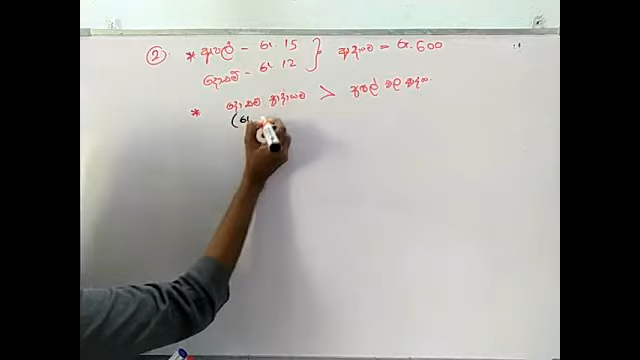 ② * ඇපල් - රු. 15 } ආදායම = රු. 600
දොඩම් - රු. 12
* දොඩම් ආදායම > ඇපල් වල ආදා.
(රු.